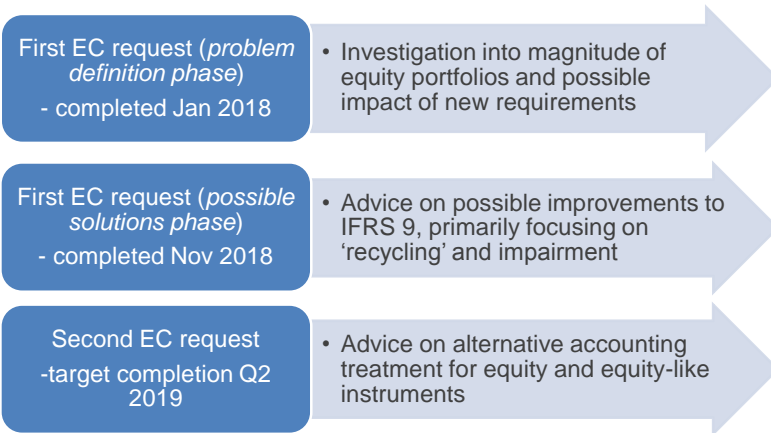 First EC request (problem
definition phase)
- completed Jan 2018
• Investigation into magnitude of
equity portfolios and possible
impact of new requirements
First EC request (possible
solutions phase)
- completed Nov 2018
• Advice on possible improvements to
IFRS 9, primarily focusing on
‘recycling’ and impairment
Second EC request
-target completion Q2
2019
• Advice on alternative accounting
treatment for equity and equity-like
instruments